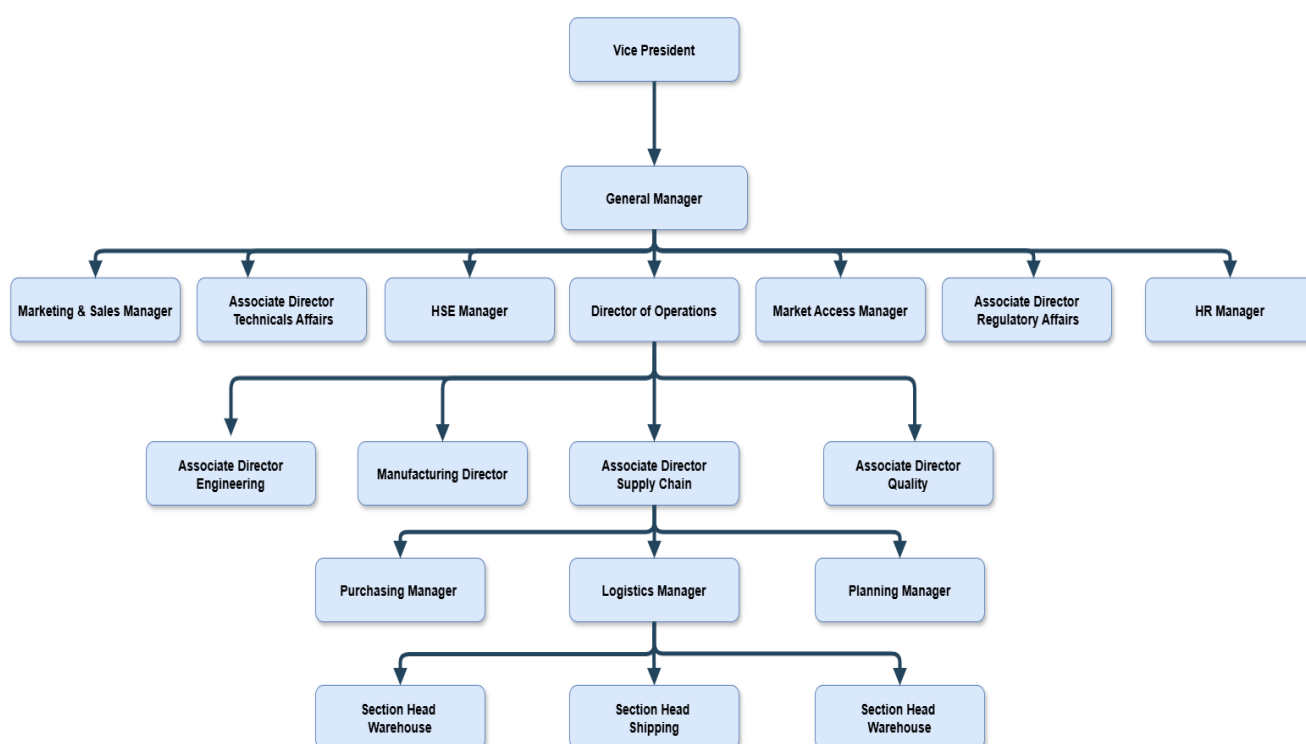 Vice President
General Manager
Marketing & Sales Manager
Associate Director
Technicals Affairs
HSE Manager
Director of Operations
Market Access Manager
Associate Director
Regulatory Affairs
HR Manager
Associate Director
Engineering
Manufacturing Director
Associate Director
Supply Chain
Associate Director
Quality
Purchasing Manager
Logistics Manager
Planning Manager
Section Head
Warehouse
Section Head
Shipping
Section Head
Warehouse